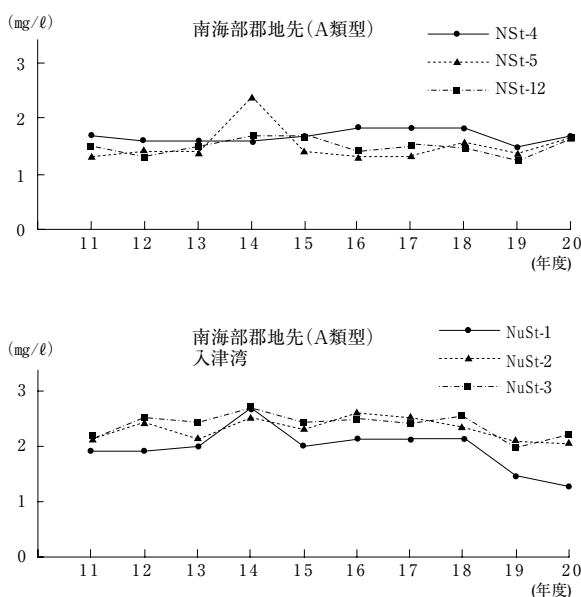 (mg/ℓ)
南海部郡地先(A類型)
NSt-4
NSt-5
NSt-12
3
2
1
0
11 12 13 14 15 16 17 18 19 20
(年度)
(mg/ℓ)
南海部郡地先(A類型)
入津湾
NuSt-1
NuSt-2
NuSt-3
3
2
1
0
11 12 13 14 15 16 17 18 19 20
(年度)